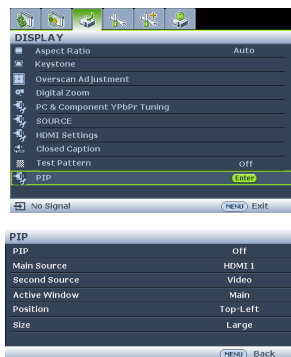 DISPLAY
Aspect Ratio Auto
Keystone
Overscan Adjustment
Digital Zoom
PC & Component YPbPr Tuning
SOURCE
HDMI Settings
Closed Caption
Test Pattern Off
PIP Enter
No Signal MENU Exit
PIP
PIP Off
Main Source HDMI 1
Second Source Video
Active Window Main
Position Top-Left
Size Large
MENU Back